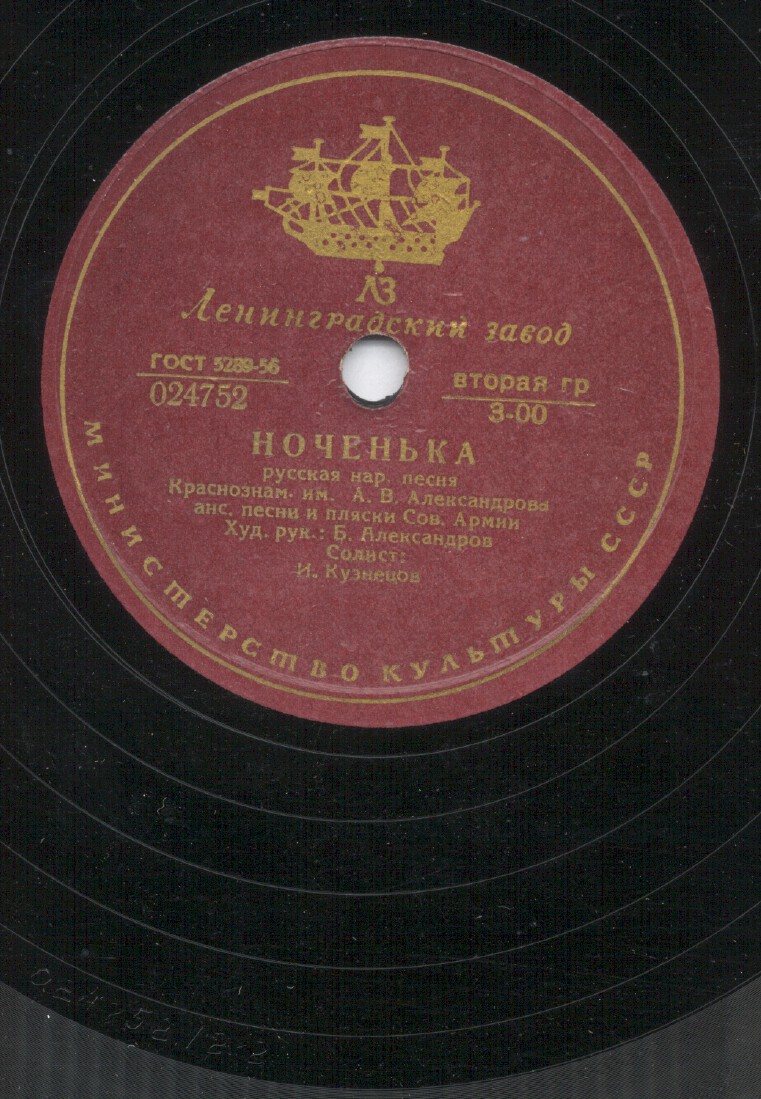 ЛЗ
Ленинградский завод
ГОСТ 5289-56
024752
вторая гр
3-00
НОЧЕНЬКА
русская нар. песня
Краснознам. им. А. В. Александрова
анс. песни и пляски Сов. Армии
Худ. рук.: Б. Александров
Солист:
И. Кузнецов
МИНИСТЕРСТВО КУЛЬТУРЫ СССР